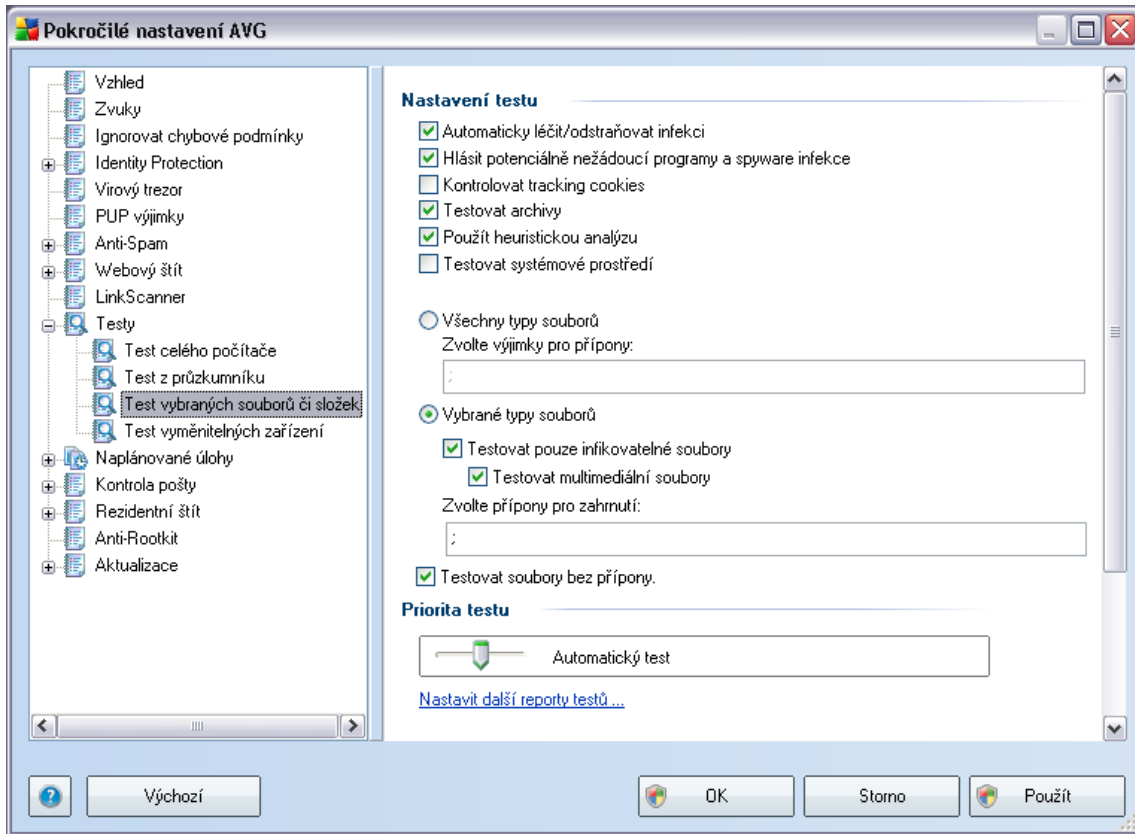 Pokročilé nastavení AVG
Vzhled
Zvuky
Ignorovat chybové podmínky
Identity Protection
Virový trezor
PUP výjimky
Anti-Spam
Webový štít
LinkScanner
Testy
Test celého počítače
Test z průzkumníku
Test vybraných souborů či složek
Test vyměnitelných zařízení
Naplánované úlohy
Kontrola pošty
Rezidentní štít
Anti-Rootkit
Aktualizace
Nastavení testu
Automaticky léčit/odstraňovat infekci
Hlásit potenciálně nežádoucí programy a spyware infekce
Kontrolovat tracking cookies
Testovat archivy
Použít heuristickou analýzu
Testovat systémové prostředí
Všechny typy souborů
Zvolte výjimky pro přípony:
;
Vybrané typy souborů
Testovat pouze infikovatelné soubory
Testovat multimediální soubory
Zvolte přípony pro zahrnutí:
;
Testovat soubory bez přípony.
Priorita testu
Automatický test
Nastavit další reporty testů ...
?
Výchozí
OK
Storno
Použít